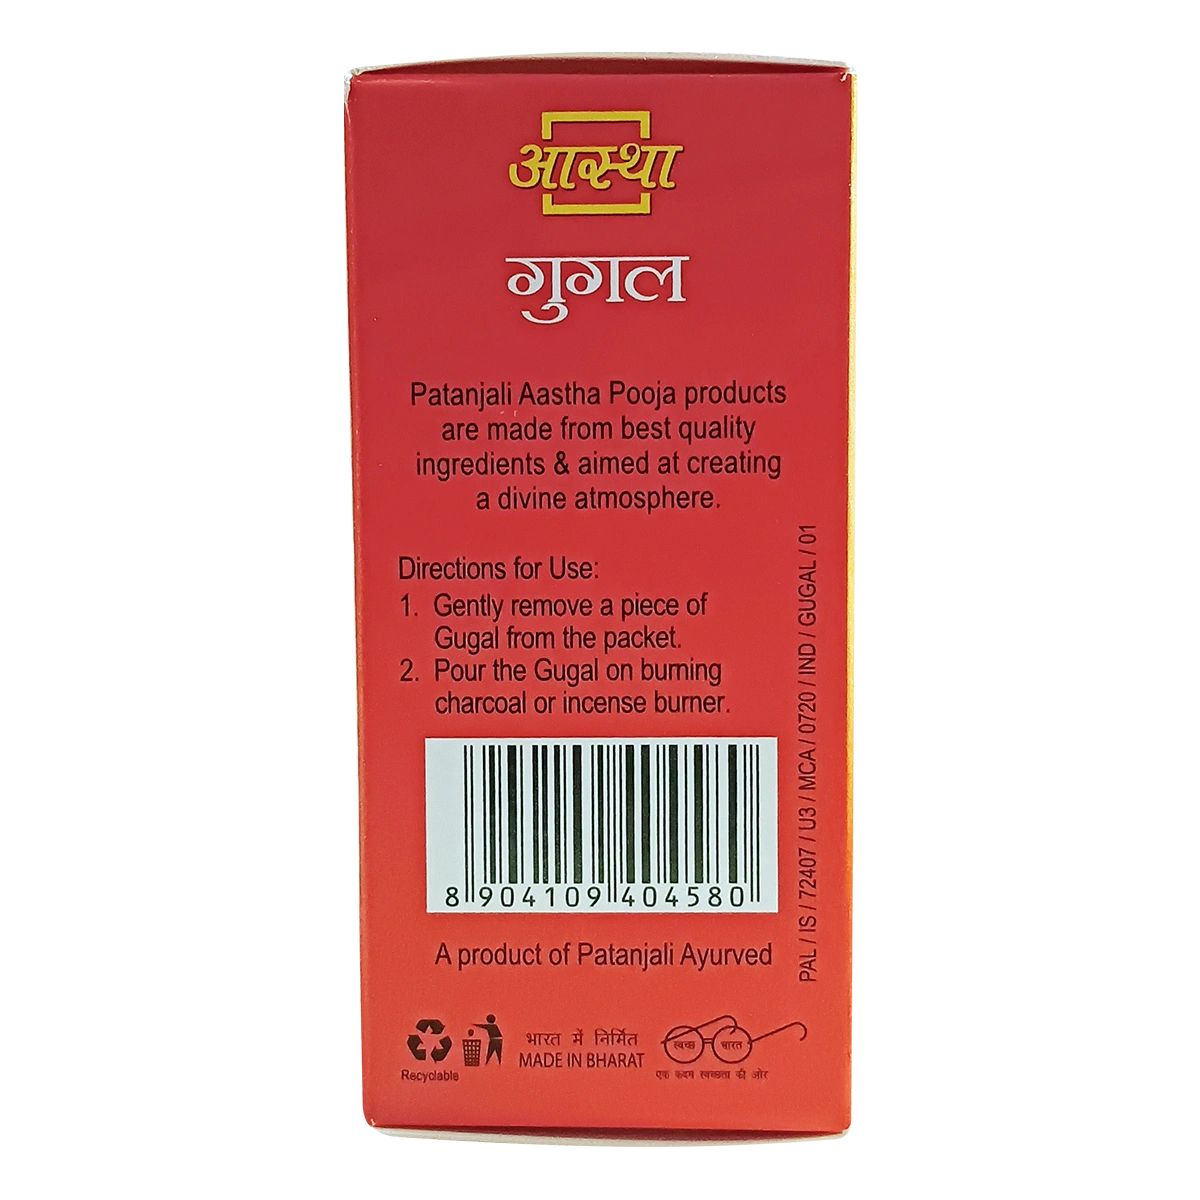 आस्था
गुगल
Patanjali Aastha Pooja products
are made from best quality
ingredients & aimed at creating
a divine atmosphere.
Directions for Use:
1. Gently remove a piece of
Gugal from the packet.
2. Pour the Gugal on burning
charcoal or incense burner.
8 904109 404580
A product of Patanjali Ayurved
PAL / IS / 72407 / U3 / MCA / 0720 / IND / GUGAL / 01
Recyclable
भारत में निर्मित
MADE IN BHARAT
स्वच्छ भारत
एक कदम स्वच्छता की ओर